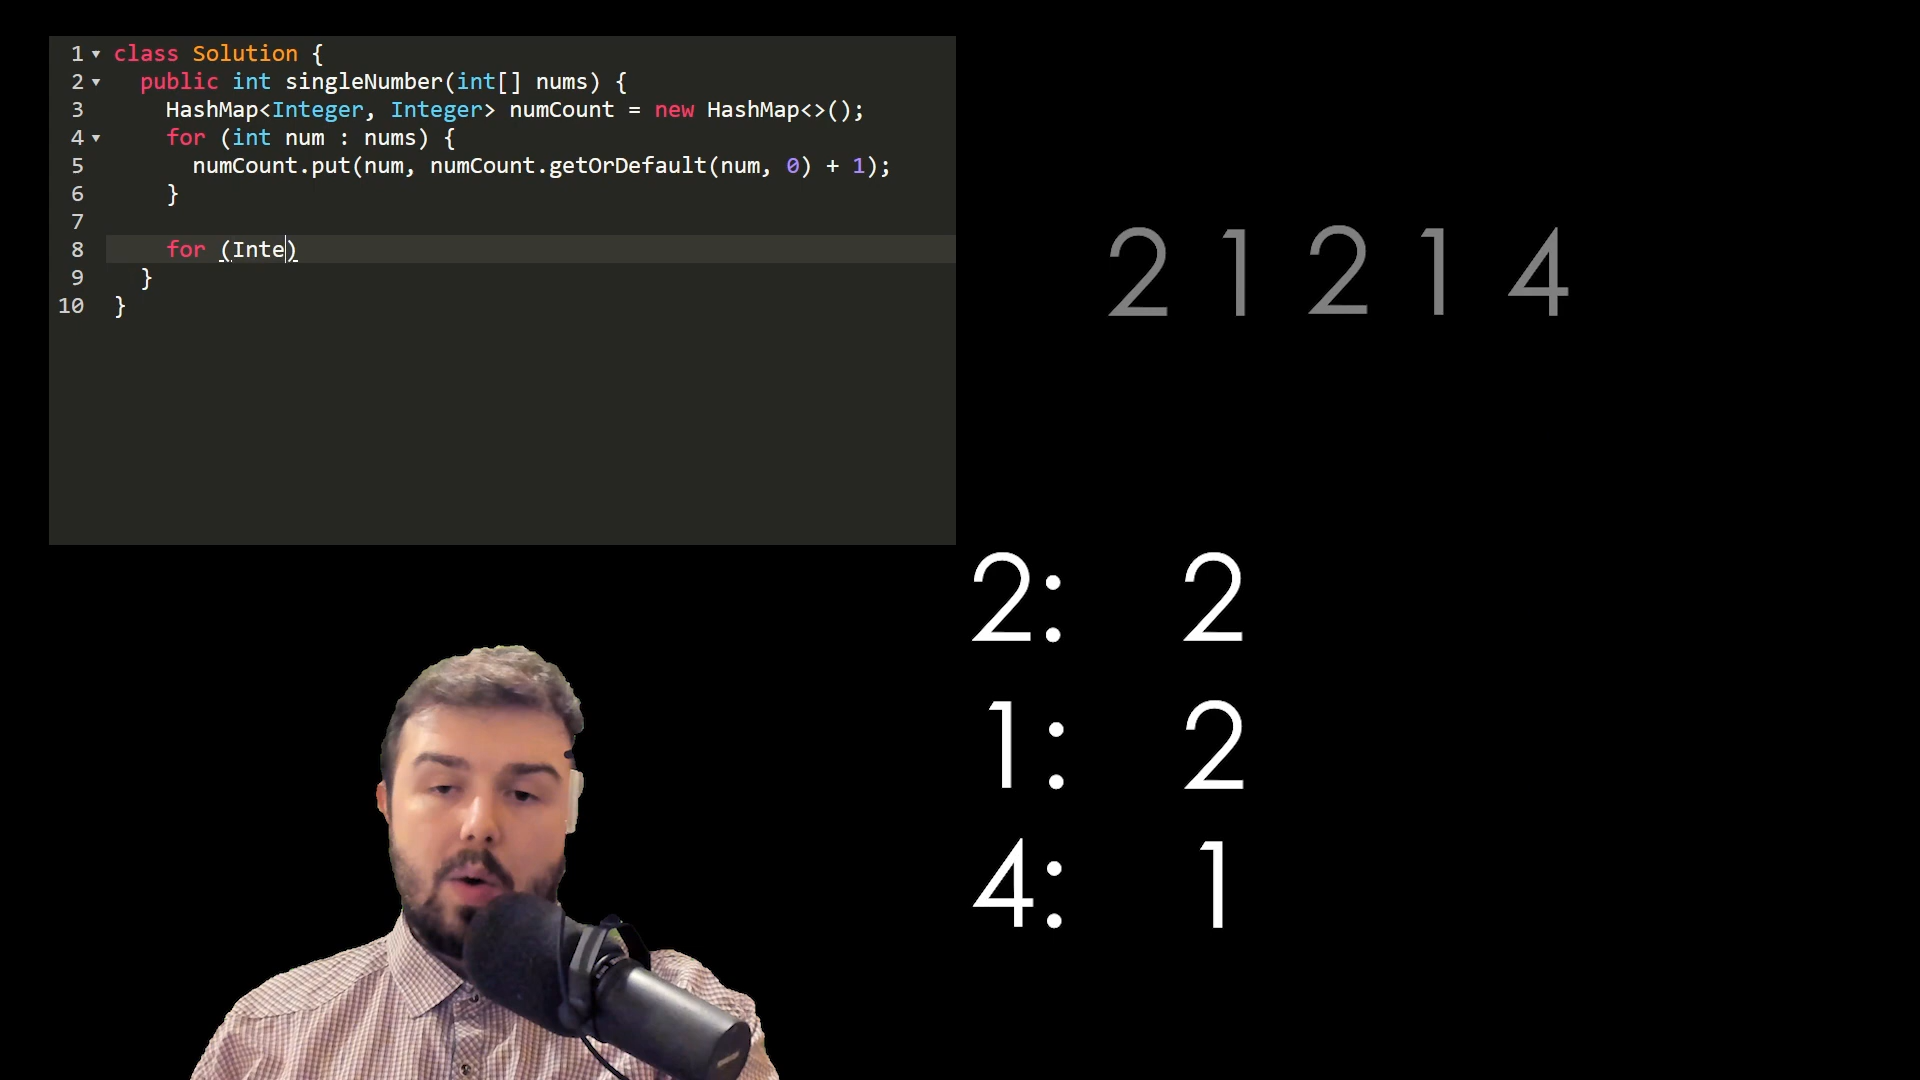 1 class Solution {
2 public int singleNumber(int[] nums) {
3 HashMap<Integer, Integer> numCount = new HashMap<>();
4 for (int num : nums) {
5 numCount.put(num, numCount.getOrDefault(num, 0) + 1);
6 }
7
8 for (Inte)
9 }
10 }
2 1 2 1 4
2: 2
1: 2
4: 1